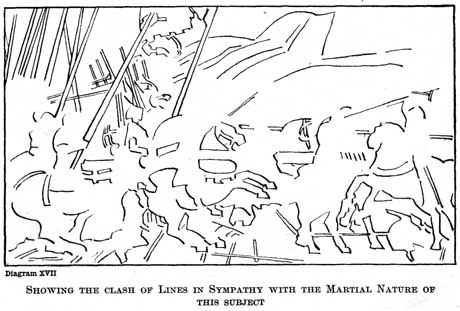 Diagram XVII
Showing the clash of Lines in Sympathy with the Martial Nature of
this subject